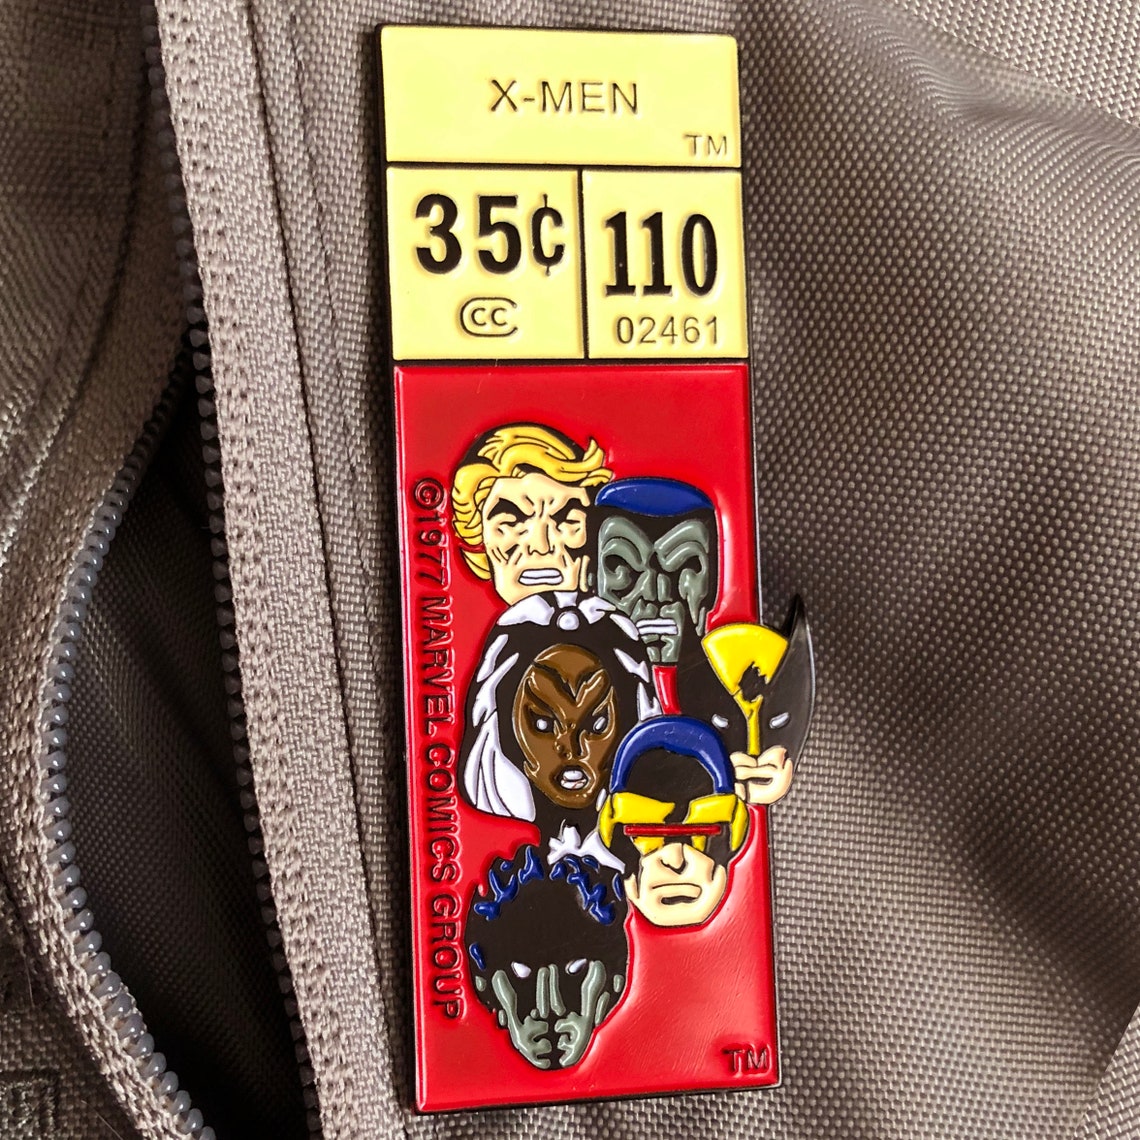 X-MEN
TM
35¢ 110
CC 02461
©1977 MARVEL COMICS GROUP
TM